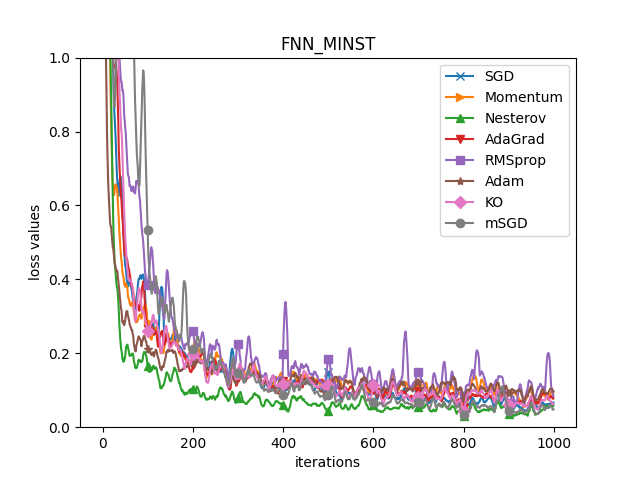 FNN_MINST
1.0
0.8
0.6
0.4
0.2
0.0
loss values
0
200
400
600
800
1000
iterations
SGD
Momentum
Nesterov
AdaGrad
RMSprop
Adam
KO
mSGD